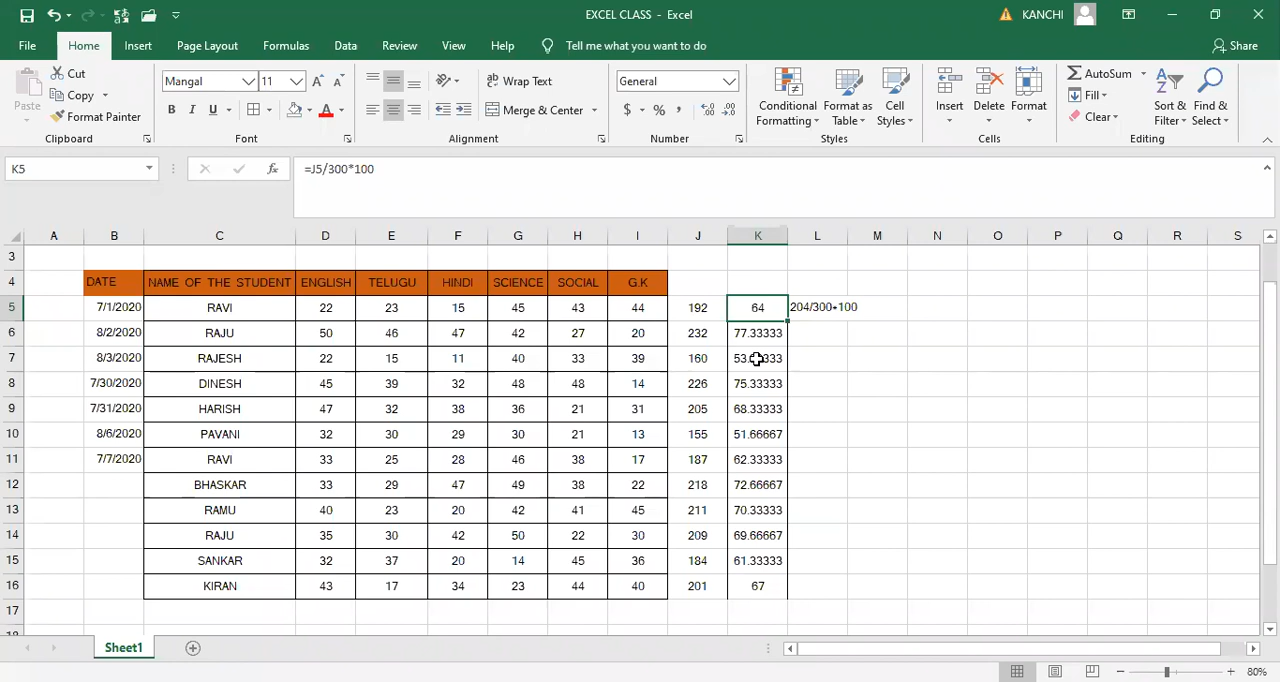 EXCEL CLASS - Excel
KANCHI
File Home Insert Page Layout Formulas Data Review View Help Tell me what you want to do Share
Paste
Cut
Copy
Format Painter
Clipboard
Mangal 11
B I U
Font
Wrap Text
Merge & Center
Alignment
General
$ % ,
Number
Conditional Formatting
Format as Table
Cell Styles
Styles
Insert Delete Format
Cells
AutoSum
Fill
Clear
Sort & Filter
Find & Select
Editing
K5 fx =J5/300*100
A B C D E F G H I J K L M N O P Q R S
3
4 DATE NAME OF THE STUDENT ENGLISH TELUGU HINDI SCIENCE SOCIAL G.K
5 7/1/2020 RAVI 22 23 15 45 43 44 192 64 204/300*100
6 8/2/2020 RAJU 50 46 47 42 27 20 232 77.33333
7 8/3/2020 RAJESH 22 15 11 40 33 39 160
8 7/30/2020 DINESH 45 39 32 48 48 14 226 75.33333
9 7/31/2020 HARISH 47 32 38 36 21 31 205 68.33333
10 8/6/2020 PAVANI 32 30 29 30 21 13 155 51.66667
11 7/7/2020 RAVI 33 25 28 46 38 17 187 62.33333
12 BHASKAR 33 29 47 49 38 22 218 72.66667
13 RAMU 40 23 20 42 41 45 211 70.33333
14 RAJU 35 30 42 50 22 30 209 69.66667
15 SANKAR 32 37 20 14 45 36 184 61.33333
16 KIRAN 43 17 34 23 44 40 201 67
17
Sheet1
80%